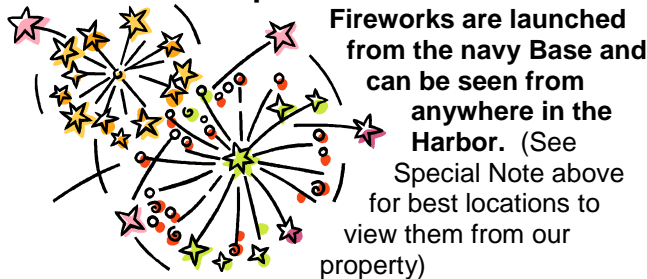 Fireworks are launched
from the navy Base and
can be seen from
anywhere in the
Harbor. (See
Special Note above
for best locations to
view them from our
property)